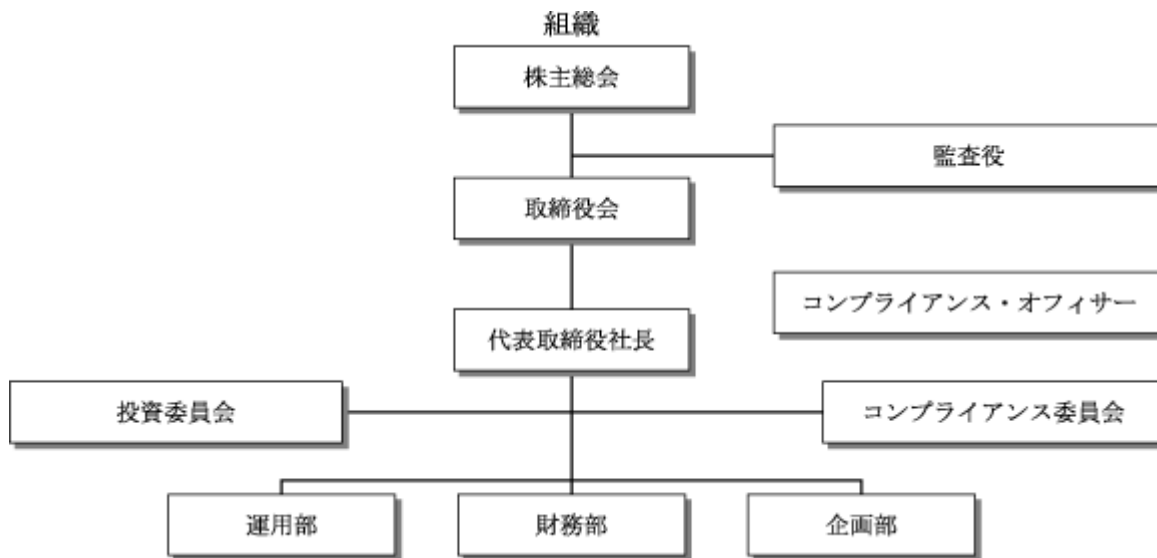 組織
株主総会
監査役
取締役会
コンプライアンス・オフィサー
代表取締役社長
投資委員会
コンプライアンス委員会
運用部
財務部
企画部